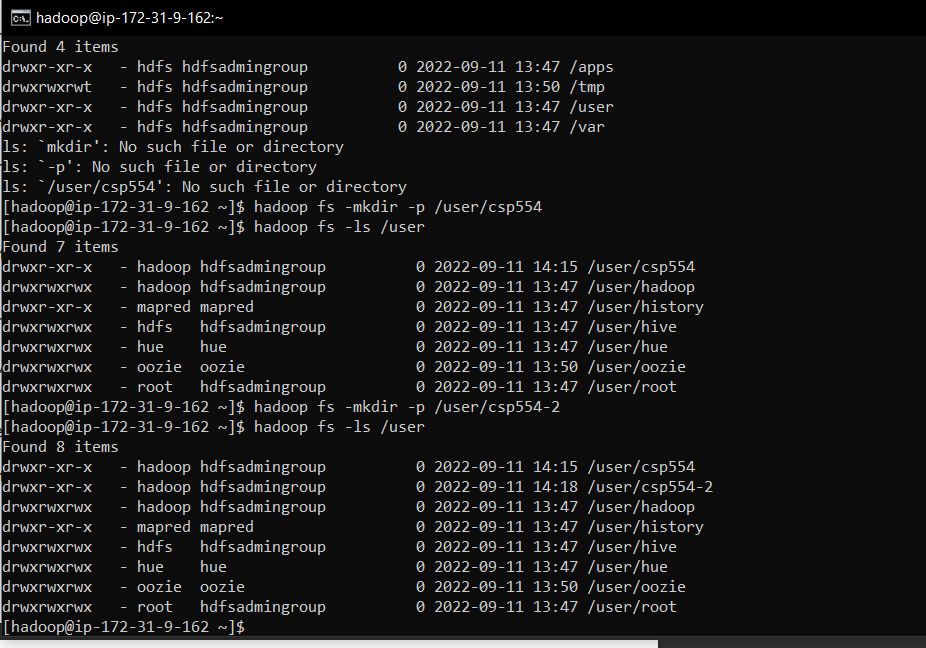 hadoop@ip-172-31-9-162:~
Found 4 items
drwxr-xr-x   - hdfs hdfsadmingroup          0 2022-09-11 13:47 /apps
drwxrwxrwt   - hdfs hdfsadmingroup          0 2022-09-11 13:50 /tmp
drwxr-xr-x   - hdfs hdfsadmingroup          0 2022-09-11 13:47 /user
drwxr-xr-x   - hdfs hdfsadmingroup          0 2022-09-11 13:47 /var
ls: `mkdir': No such file or directory
ls: `-p': No such file or directory
ls: `/user/csp554': No such file or directory
[hadoop@ip-172-31-9-162 ~]$ hadoop fs -mkdir -p /user/csp554
[hadoop@ip-172-31-9-162 ~]$ hadoop fs -ls /user
Found 7 items
drwxr-xr-x   - hadoop hdfsadmingroup          0 2022-09-11 14:15 /user/csp554
drwxrwxrwx   - hadoop hdfsadmingroup          0 2022-09-11 13:47 /user/hadoop
drwxr-xr-x   - mapred mapred                  0 2022-09-11 13:47 /user/history
drwxrwxrwx   - hdfs   hdfsadmingroup          0 2022-09-11 13:47 /user/hive
drwxrwxrwx   - hue    hue                     0 2022-09-11 13:47 /user/hue
drwxrwxrwx   - oozie  oozie                   0 2022-09-11 13:50 /user/oozie
drwxrwxrwx   - root   hdfsadmingroup          0 2022-09-11 13:47 /user/root
[hadoop@ip-172-31-9-162 ~]$ hadoop fs -mkdir -p /user/csp554-2
[hadoop@ip-172-31-9-162 ~]$ hadoop fs -ls /user
Found 8 items
drwxr-xr-x   - hadoop hdfsadmingroup          0 2022-09-11 14:15 /user/csp554
drwxr-xr-x   - hadoop hdfsadmingroup          0 2022-09-11 14:18 /user/csp554-2
drwxrwxrwx   - hadoop hdfsadmingroup          0 2022-09-11 13:47 /user/hadoop
drwxr-xr-x   - mapred mapred                  0 2022-09-11 13:47 /user/history
drwxrwxrwx   - hdfs   hdfsadmingroup          0 2022-09-11 13:47 /user/hive
drwxrwxrwx   - hue    hue                     0 2022-09-11 13:47 /user/hue
drwxrwxrwx   - oozie  oozie                   0 2022-09-11 13:50 /user/oozie
drwxrwxrwx   - root   hdfsadmingroup          0 2022-09-11 13:47 /user/root
[hadoop@ip-172-31-9-162 ~]$